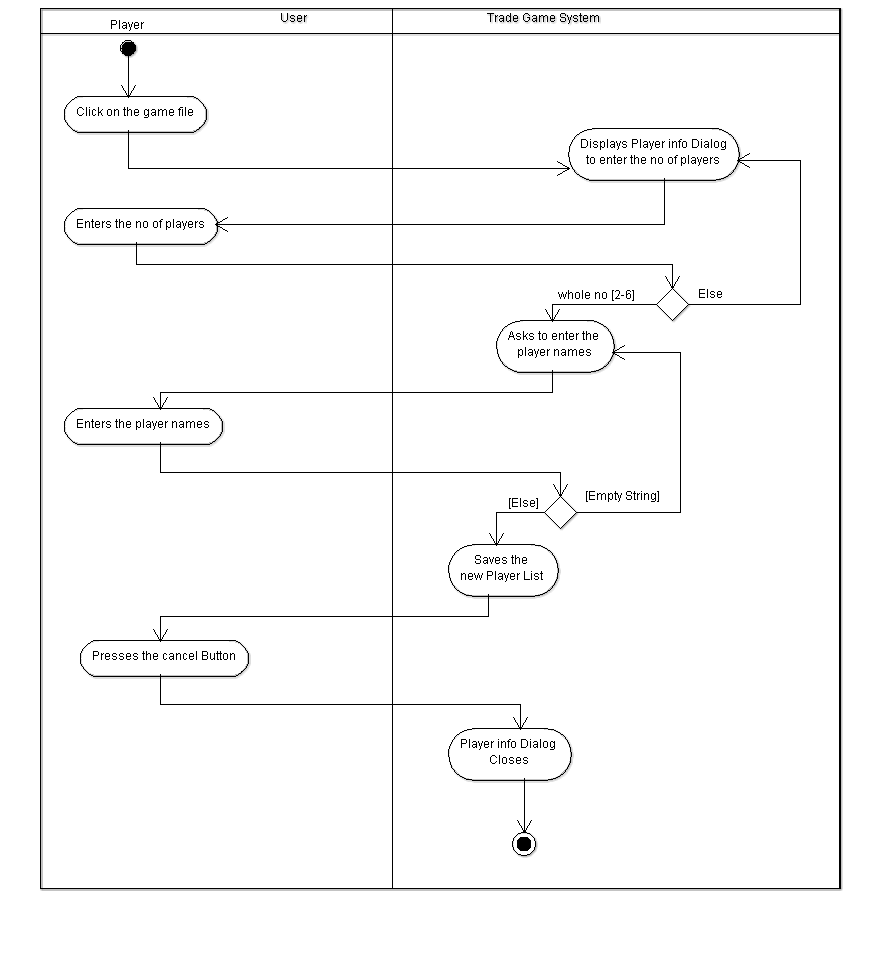 User
Trade Game System
Player
Click on the game file
Displays Player info Dialog
to enter the no of players
Enters the no of players
whole no [2-6]
Else
Asks to enter the
player names
Enters the player names
[Else]
[Empty String]
Saves the
new Player List
Presses the cancel Button
Player info Dialog
Closes